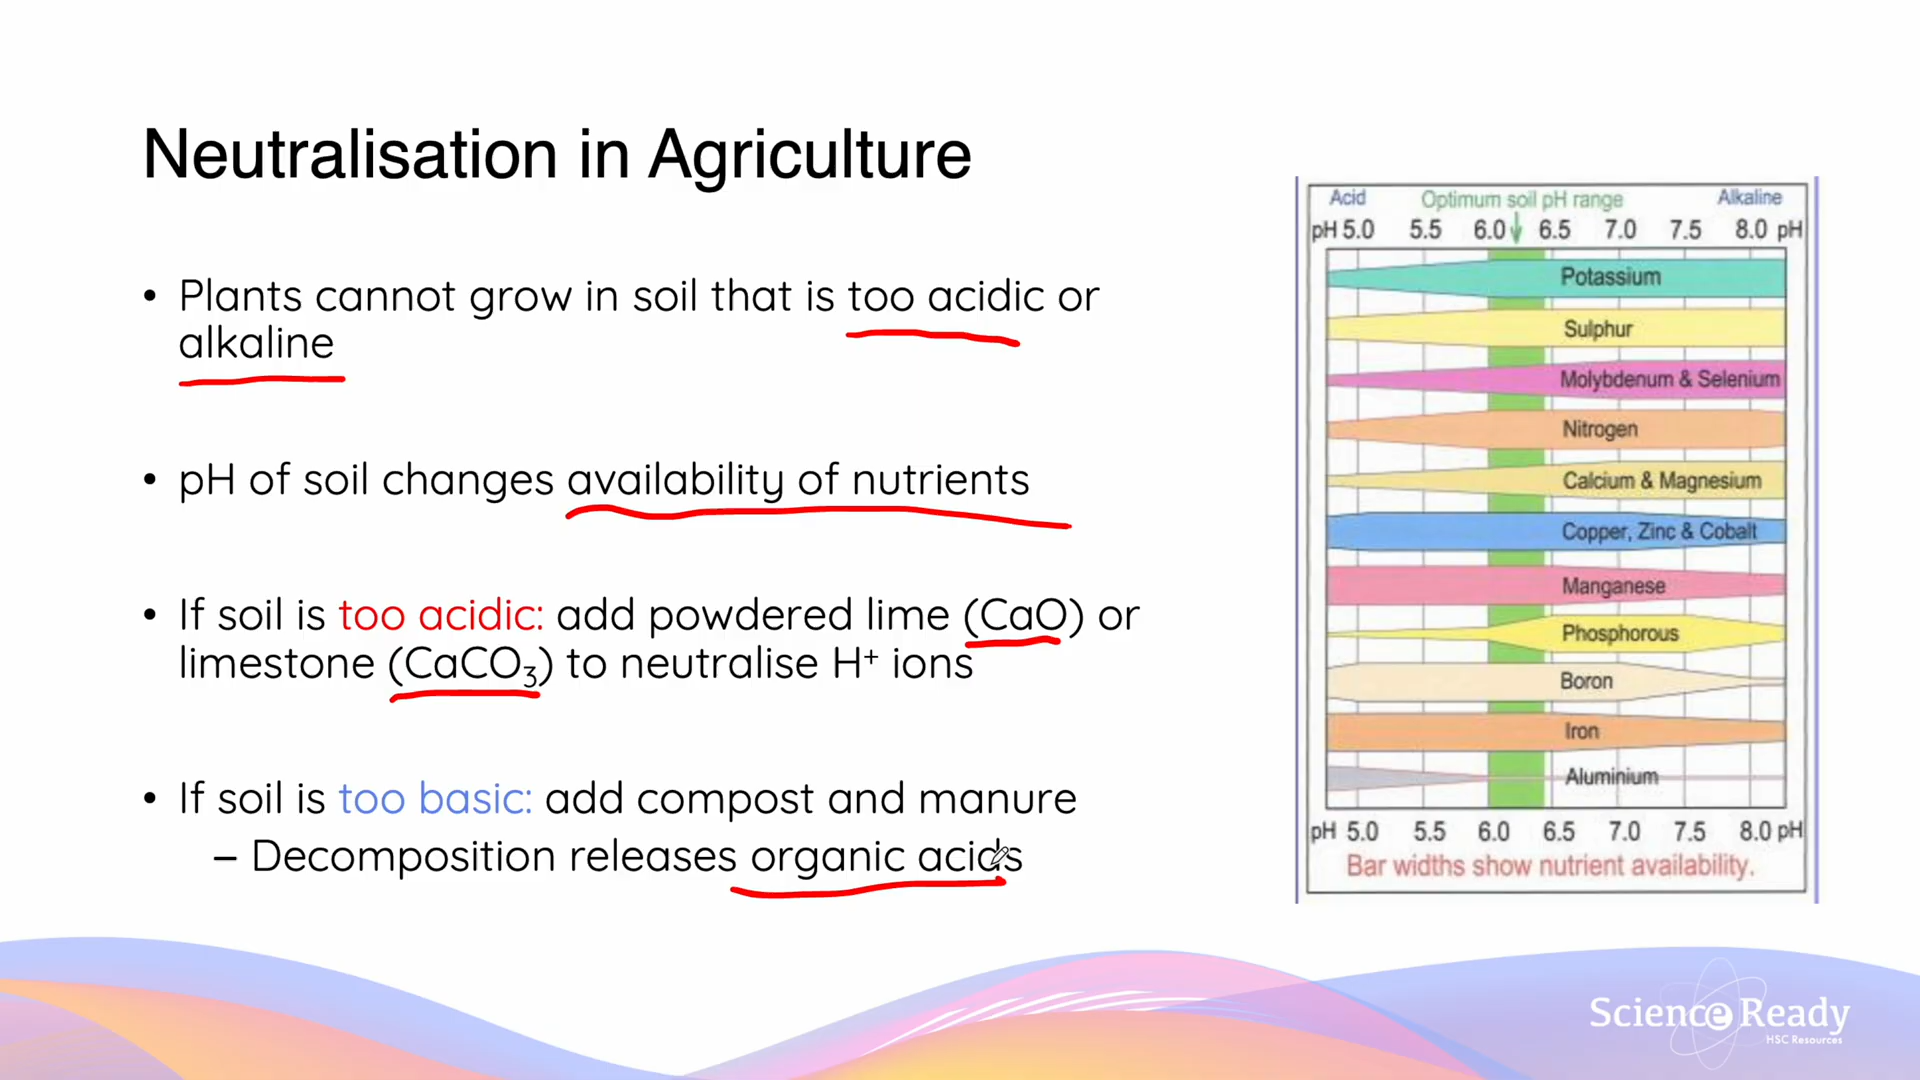 Neutralisation in Agriculture
• Plants cannot grow in soil that is too acidic or
alkaline
• pH of soil changes availability of nutrients
• If soil is too acidic: add powdered lime (CaO) or
limestone (CaCO₃) to neutralise H⁺ ions
• If soil is too basic: add compost and manure
– Decomposition releases organic acids
Acid Optimum soil pH range Alkaline
pH 5.0 5.5 6.0 6.5 7.0 7.5 8.0 pH
Potassium
Sulphur
Molybdenum & Selenium
Nitrogen
Calcium & Magnesium
Copper, Zinc & Cobalt
Manganese
Phosphorous
Boron
Iron
Aluminium
pH 5.0 5.5 6.0 6.5 7.0 7.5 8.0 pH
Bar widths show nutrient availability.
Science Ready
HSC Resources